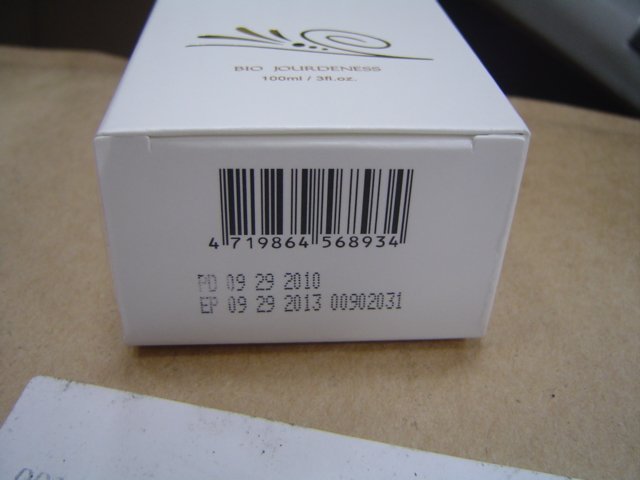 BIO JOURDENESS
100ml / 3fl.oz.
4 719864 568934
PD 09 29 2010
EP 09 29 2013 00902031